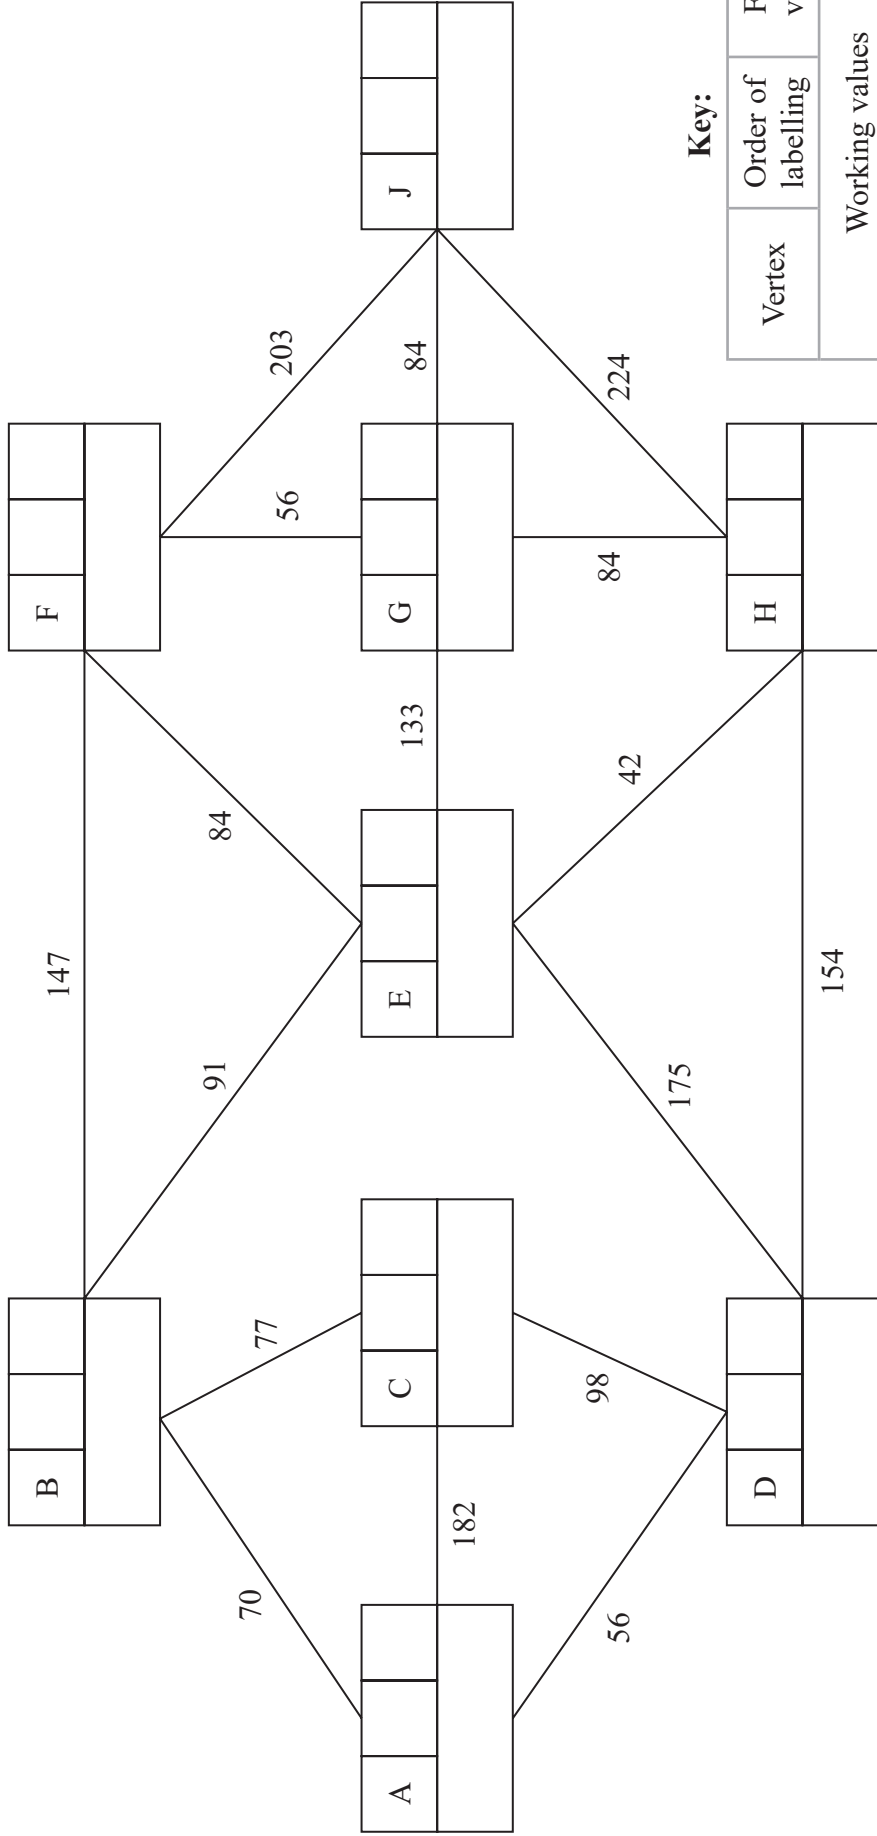 B
F
147
70
77
91
84
56
203
A
182
C
E
133
G
84
J
56
98
175
42
84
224
D
154
H
Key:
Vertex
Order of
labelling
Working values